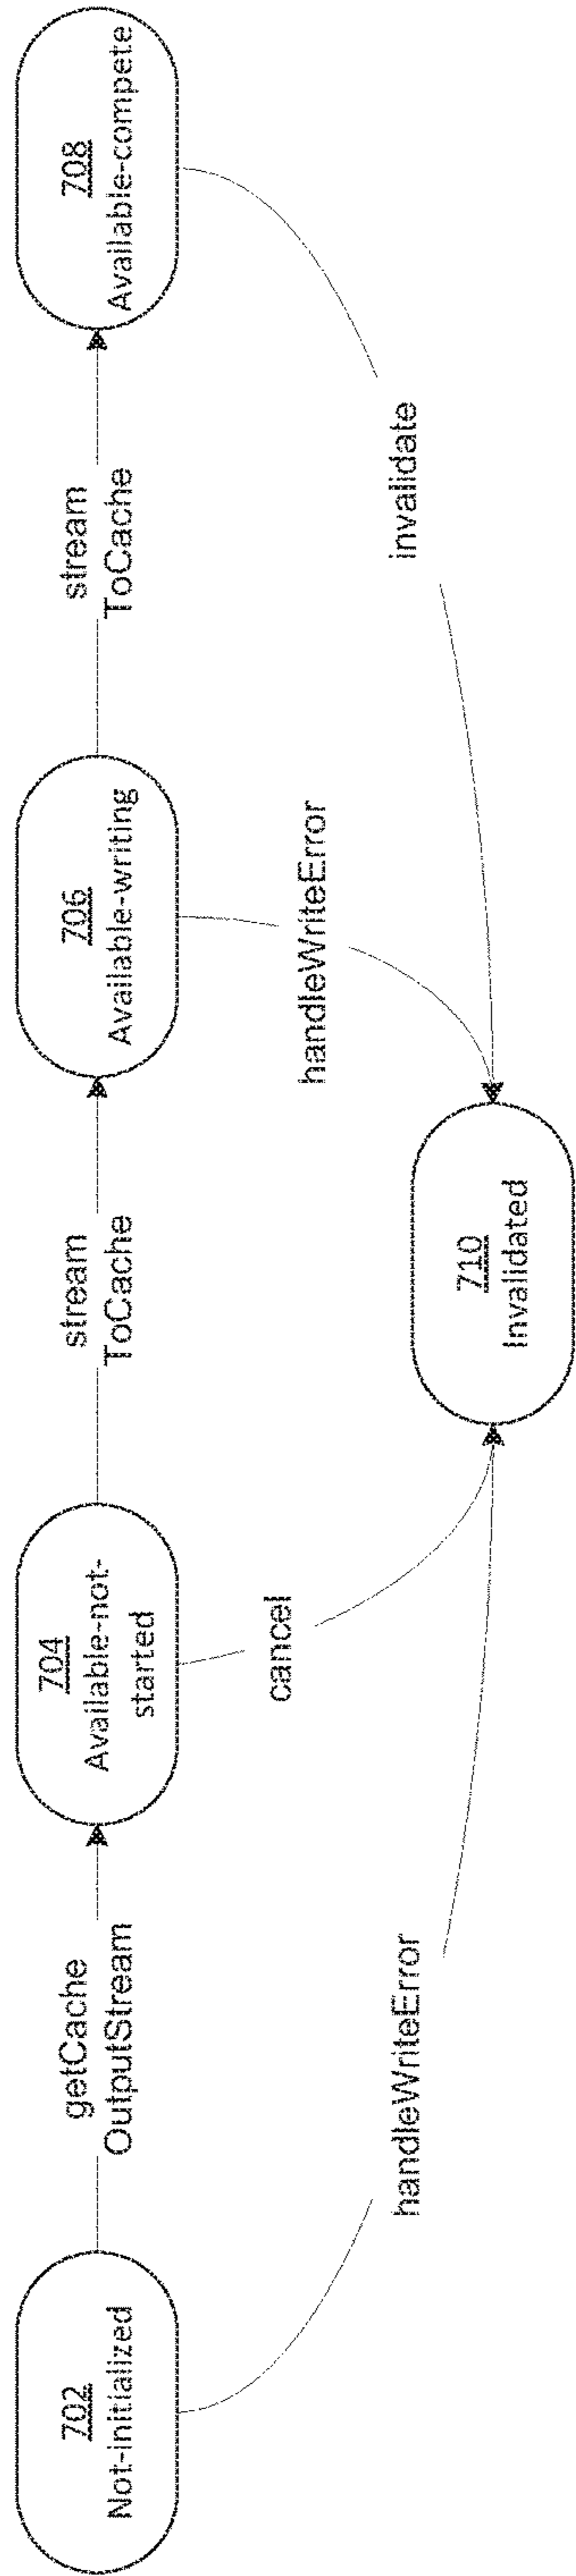 702
Not-initialized
getCache
OutputStream
704
Available-not-
started
stream
ToCache
706
Available-writing
stream
ToCache
708
Available-compete
handleWriteError
cancel
handleWriteError
invalidate
710
Invalidated